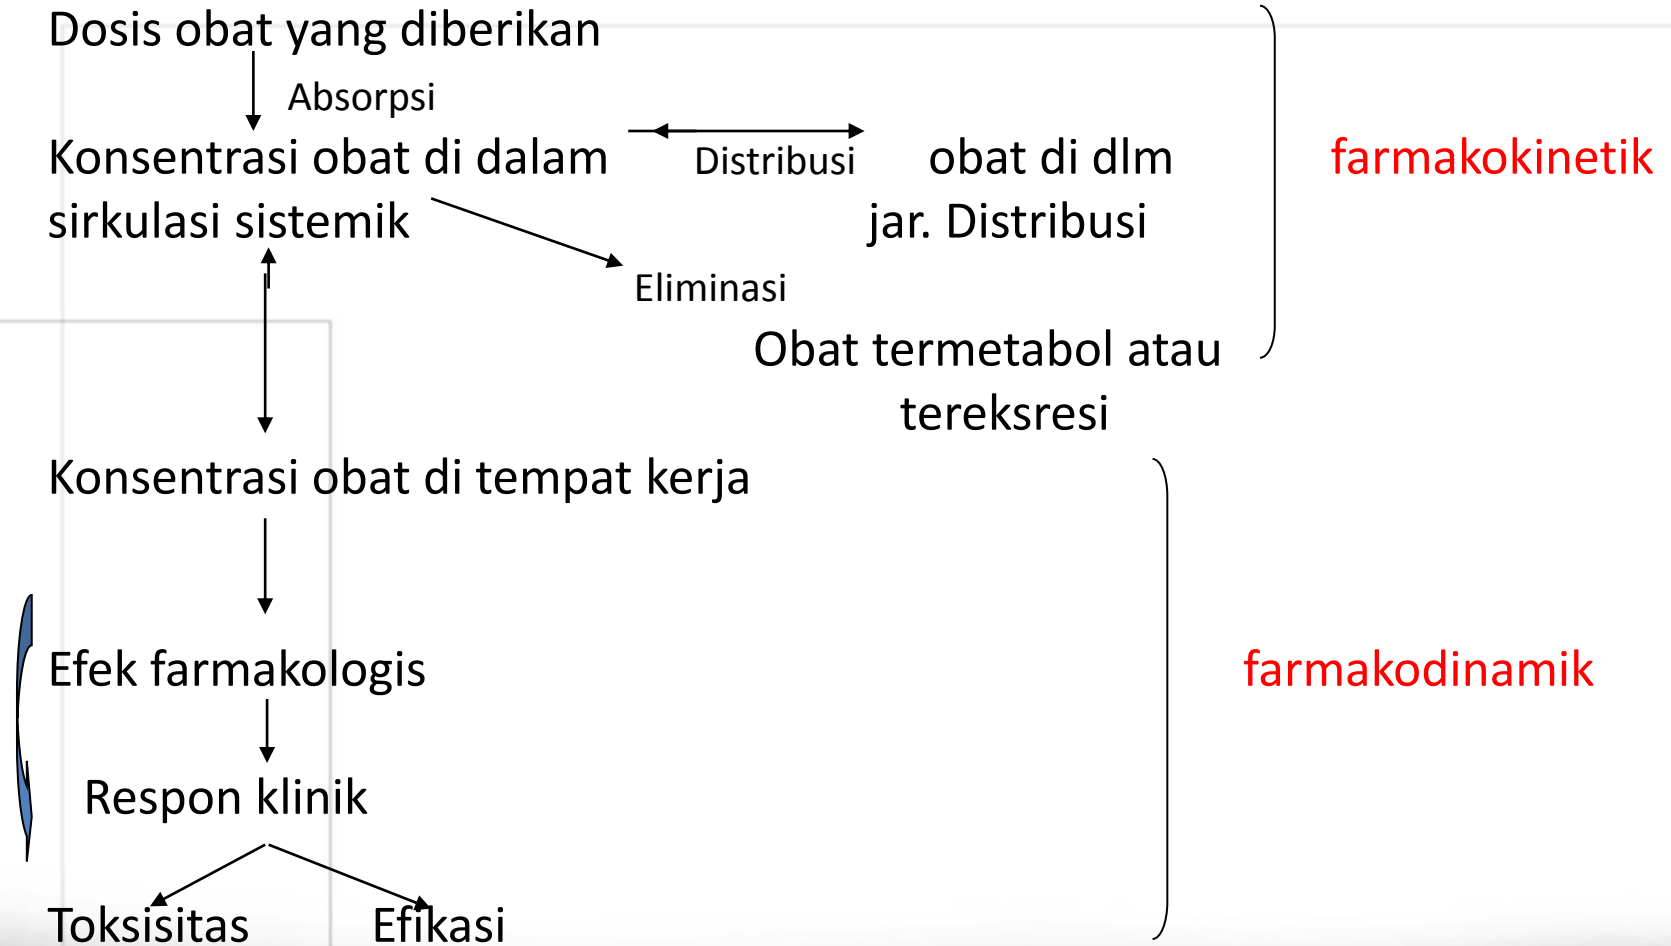 Dosis obat yang diberikan
Absorpsi
Konsentrasi obat di dalam
sirkulasi sistemik
Distribusi
obat di dlm
jar. Distribusi
farmakokinetik
Eliminasi
Obat termetabol atau
tereksresi
Konsentrasi obat di tempat kerja
Efek farmakologis
farmakodinamik
Respon klinik
Toksisitas
Efikasi